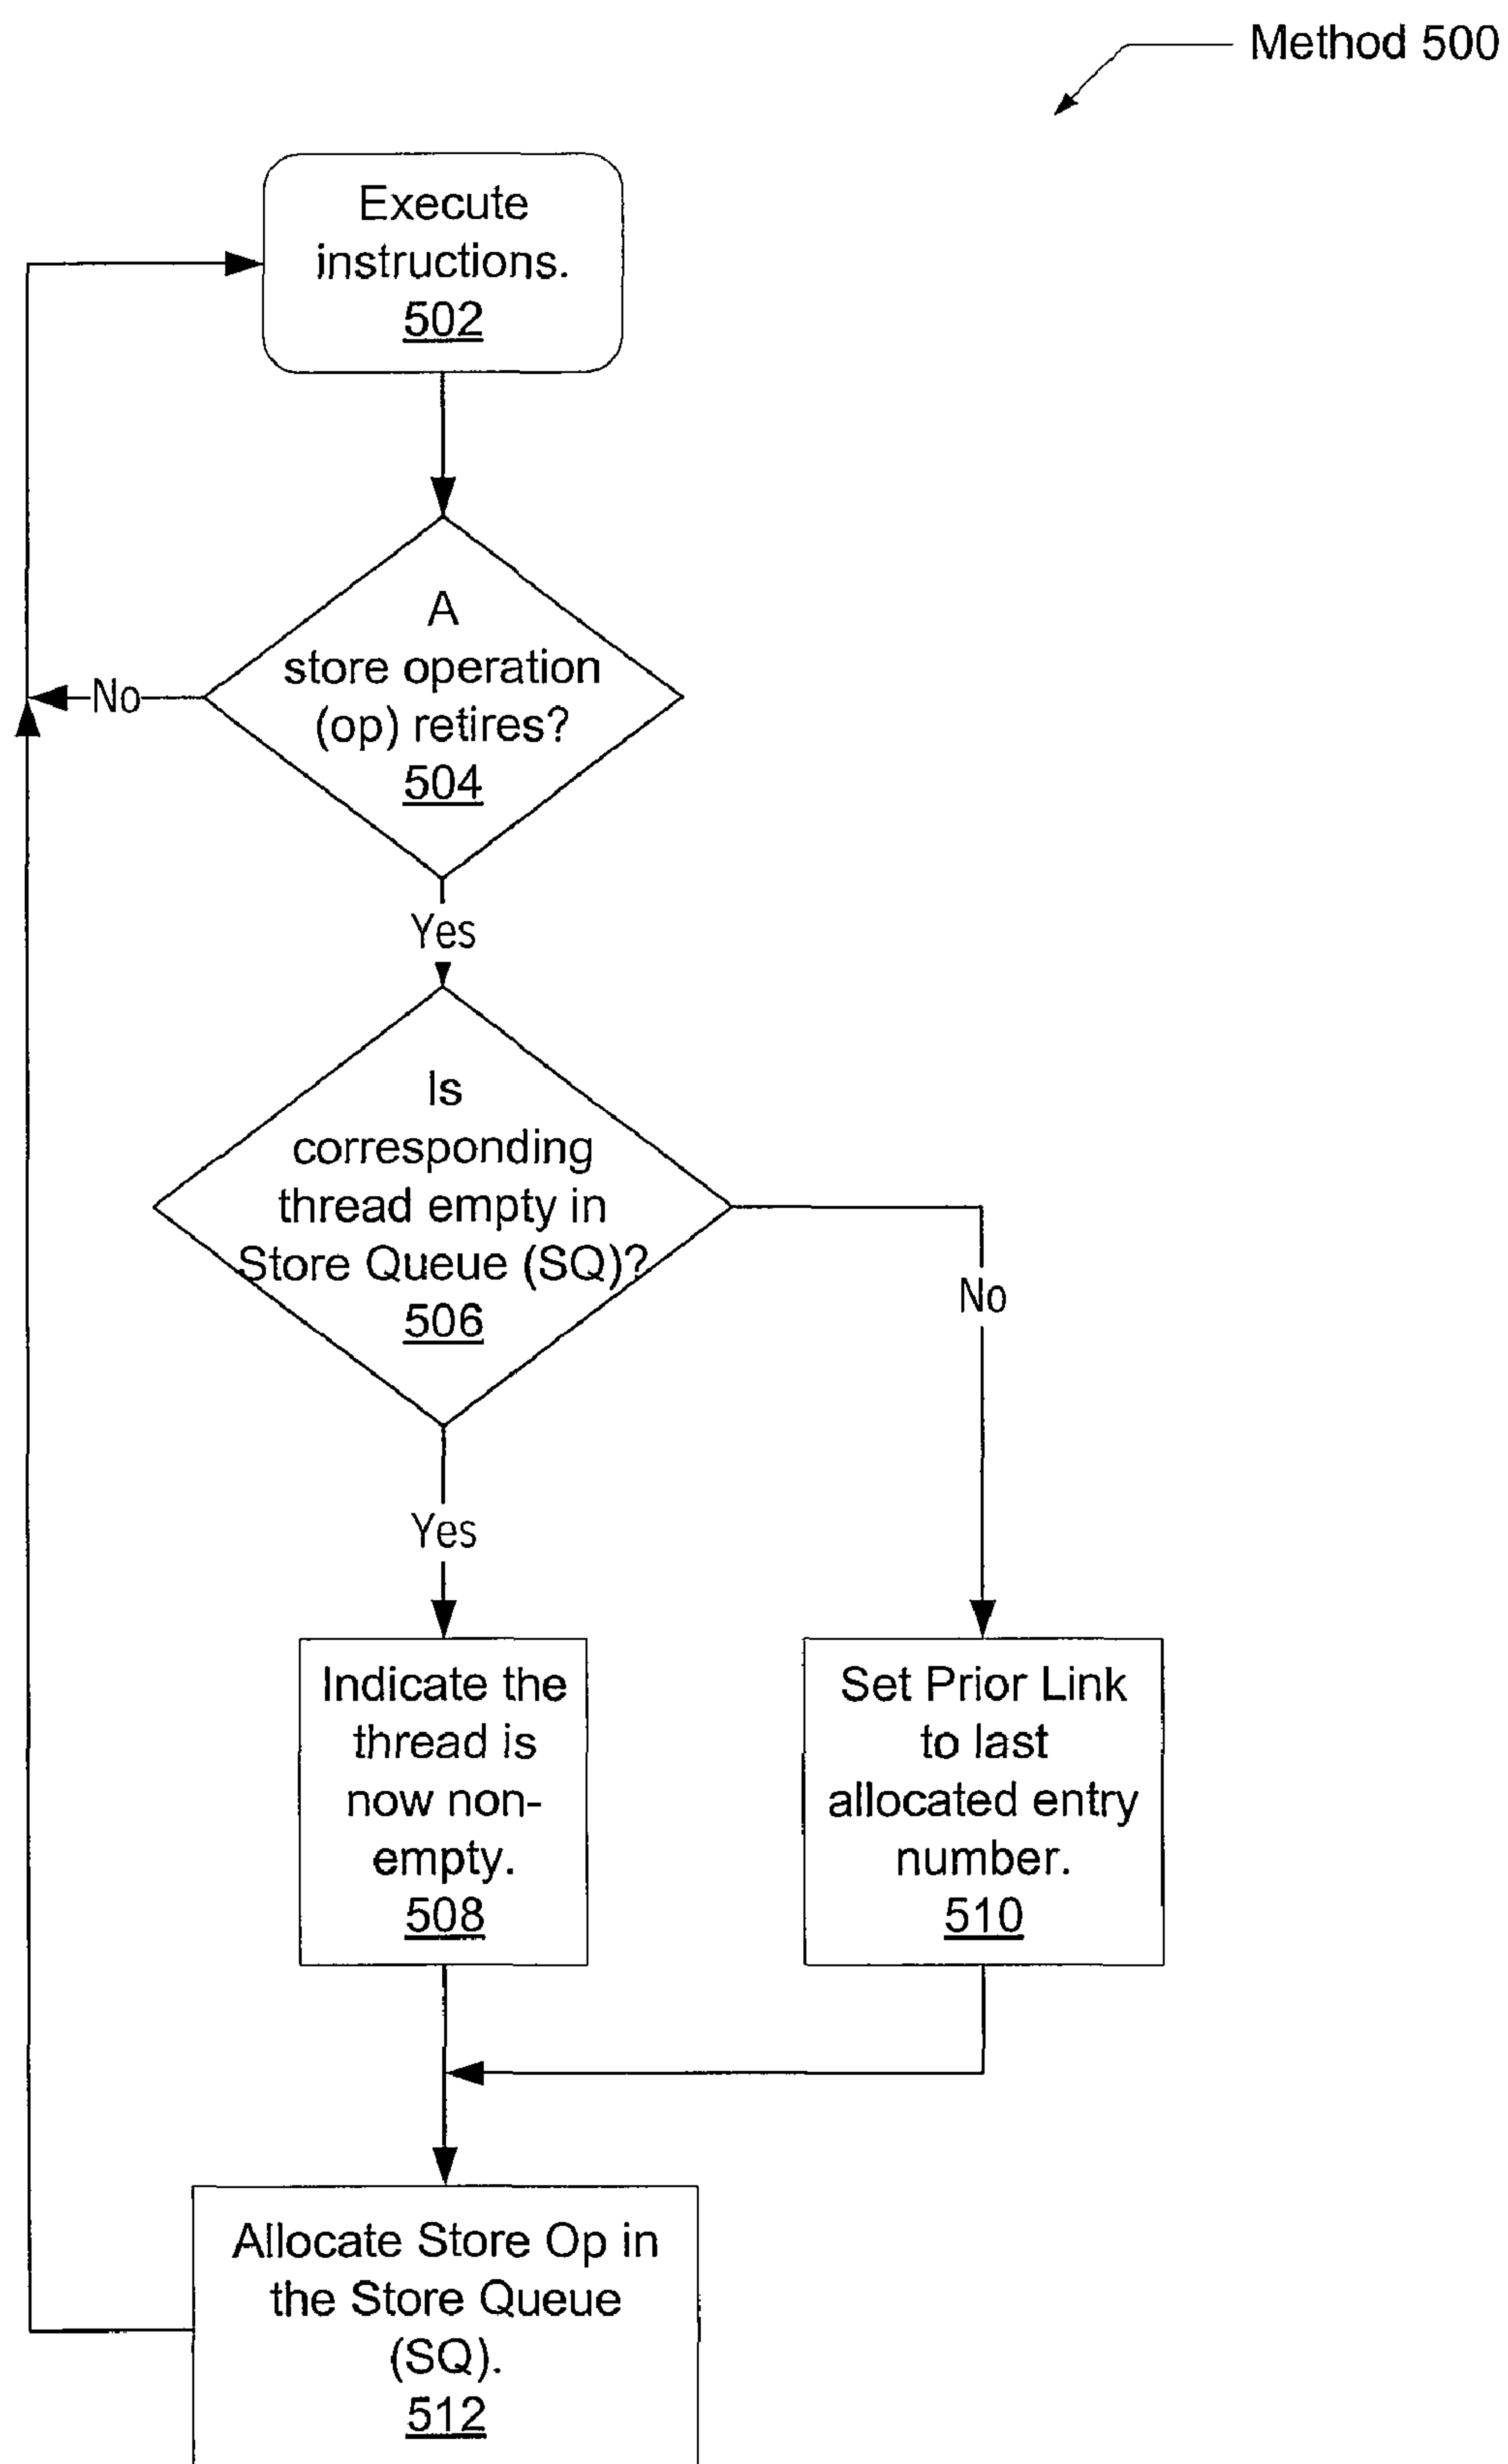 Method 500
Execute
instructions.
502
A
store operation
(op) retires?
504
No
Yes
Is
corresponding
thread empty in
Store Queue (SQ)?
506
No
Yes
Indicate the
thread is
now non-
empty.
508
Set Prior Link
to last
allocated entry
number.
510
Allocate Store Op in
the Store Queue
(SQ).
512